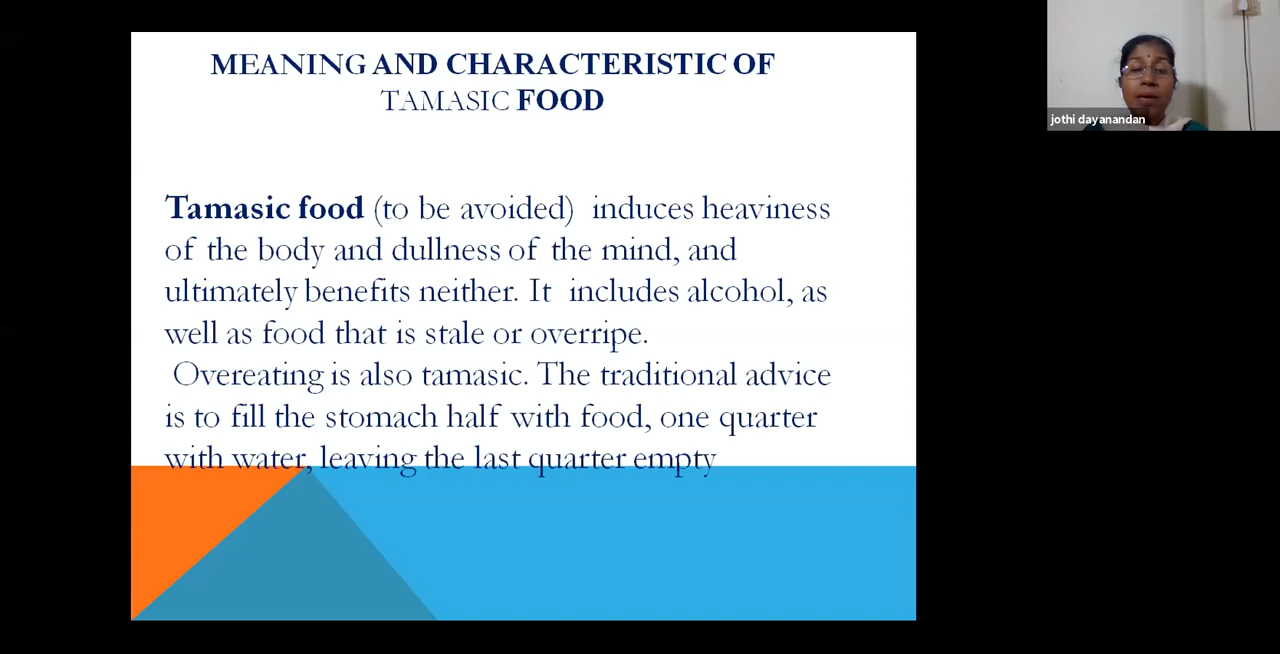 MEANING AND CHARACTERISTIC OF
TAMASIC FOOD
Tamasic food (to be avoided) induces heaviness
of the body and dullness of the mind, and
ultimately benefits neither. It includes alcohol, as
well as food that is stale or overripe.
Overeating is also tamasic. The traditional advice
is to fill the stomach half with food, one quarter
with water, leaving the last quarter empty
jothi dayanandan